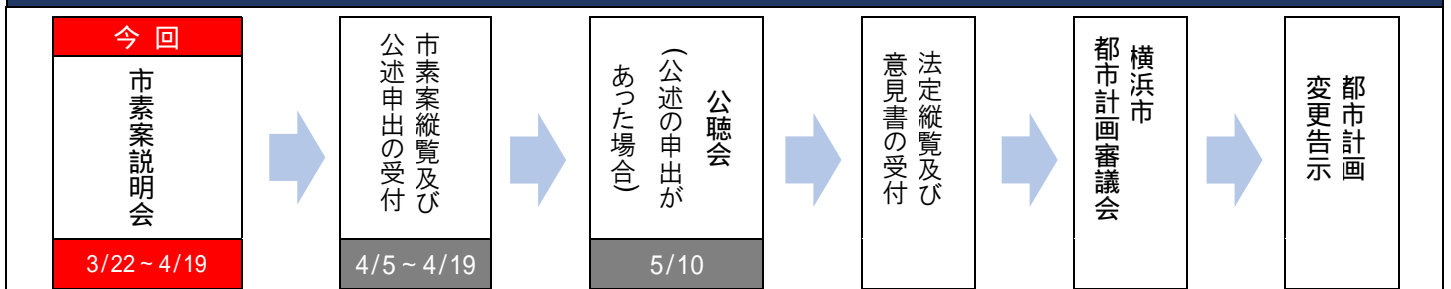 今回
市素案説明会
3/22~4/19
市素案縦覧及び
公述申出の受付
4/5~4/19
公聴会
(公述の申出が
あった場合)
5/10
法定縦覧及び
意見書の受付
横浜市
都市計画審議会
都市計画
変更告示